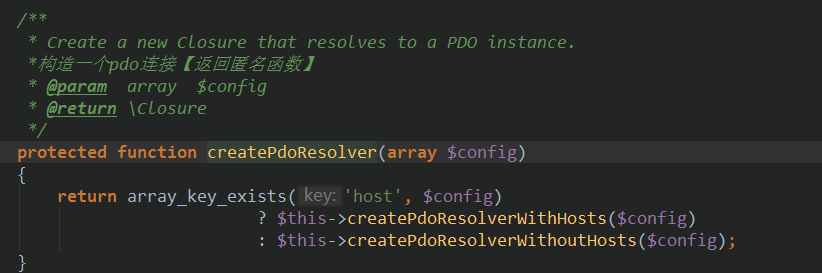 /**
 * Create a new Closure that resolves to a PDO instance.
 *构造一个pdo连接【返回匿名函数】
 * @param  array  $config
 * @return \Closure
 */
protected function createPdoResolver(array $config)
{
    return array_key_exists( key: 'host', $config)
                        ? $this->createPdoResolverWithHosts($config)
                        : $this->createPdoResolverWithoutHosts($config);
}